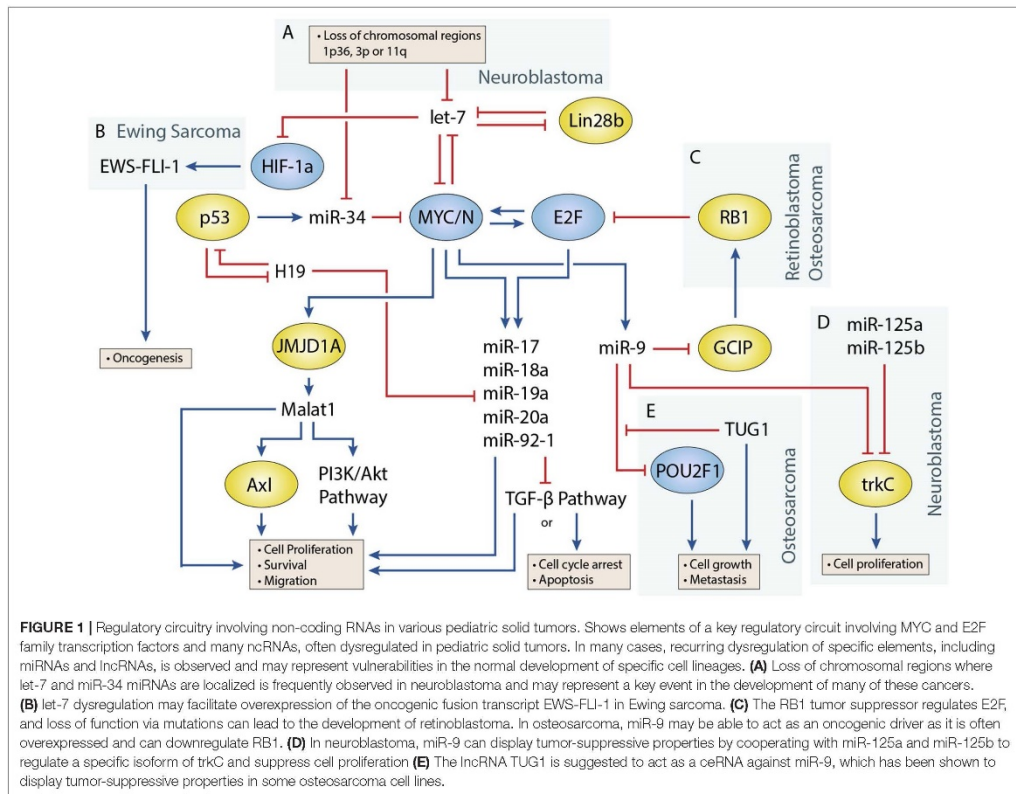 A
• Loss of chromosomal regions
1p36, 3p or 11q
Neuroblastoma
let-7
Lin28b
B Ewing Sarcoma
EWS-FLI-1
HIF-1a
C
p53
miR-34
MYC/N
E2F
RB1
Retinoblastoma
Osteosarcoma
H19
JMJD1A
miR-17
miR-18a
miR-19a
miR-20a
miR-92-1
miR-9
GCIP
D
miR-125a
miR-125b
Neuroblastoma
• Oncogenesis
Malat1
Axl
PI3K/Akt
Pathway
E
TUG1
POU2F1
Osteosarcoma
trkC
TGF-β Pathway
or
• Cell Proliferation
• Survival
• Migration
• Cell cycle arrest
• Apoptosis
• Cell growth
• Metastasis
• Cell proliferation
FIGURE 1 | Regulatory circuitry involving non-coding RNAs in various pediatric solid tumors. Shows elements of a key regulatory circuit involving MYC and E2F
family transcription factors and many ncRNAs, often dysregulated in pediatric solid tumors. In many cases, recurring dysregulation of specific elements, including
miRNAs and lncRNAs, is observed and may represent vulnerabilities in the normal development of specific cell lineages. (A) Loss of chromosomal regions where
let-7 and miR-34 miRNAs are localized is frequently observed in neuroblastoma and may represent a key event in the development of many of these cancers.
(B) let-7 dysregulation may facilitate overexpression of the oncogenic fusion transcript EWS-FLI-1 in Ewing sarcoma. (C) The RB1 tumor suppressor regulates E2F,
and loss of function via mutations can lead to the development of retinoblastoma. In osteosarcoma, miR-9 may be able to act as an oncogenic driver as it is often
overexpressed and can downregulate RB1. (D) In neuroblastoma, miR-9 can display tumor-suppressive properties by cooperating with miR-125a and miR-125b to
regulate a specific isoform of trkC and suppress cell proliferation (E) The lncRNA TUG1 is suggested to act as a ceRNA against miR-9, which has been shown to
display tumor-suppressive properties in some osteosarcoma cell lines.